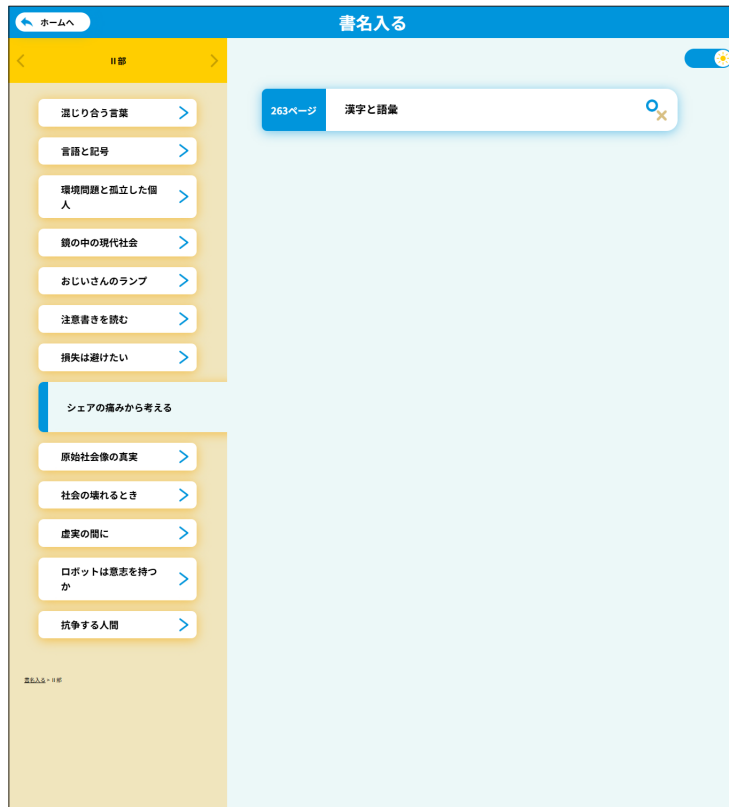 ホームへ
書名入る
II部
混じり合う言葉
言語と記号
環境問題と孤立した個
人
鏡の中の現代社会
おじいさんのランプ
注意書きを読む
損失は避けたい
シェアの痛みから考える
原始社会像の真実
社会の壊れるとき
虚実の間に
ロボットは意志を持つ
か
抗争する人間
書名入る > II部
263ページ
漢字と語彙